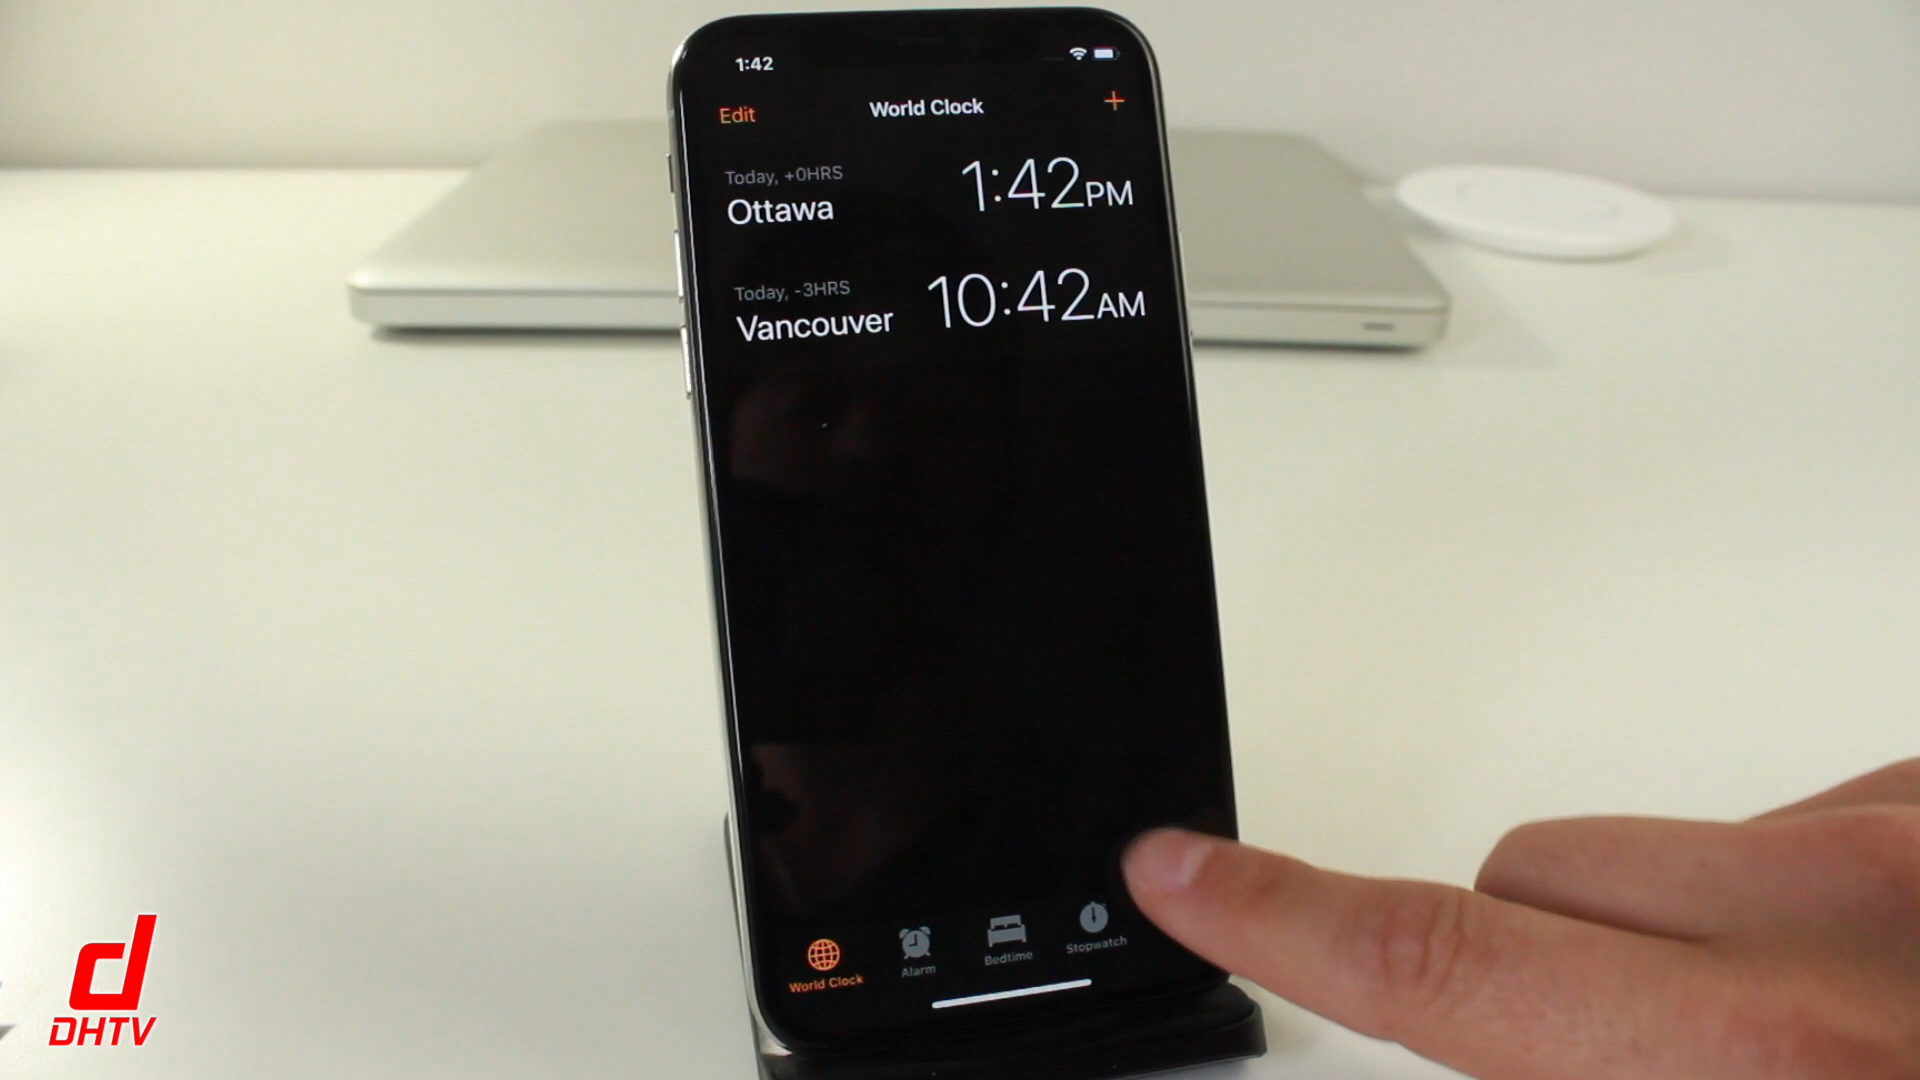 1:42
Edit
World Clock
+
Today, +0HRS
Ottawa
1:42PM
Today, -3HRS
Vancouver
10:42AM
World Clock
Alarm
Bedtime
Stopwatch
d
DHTV